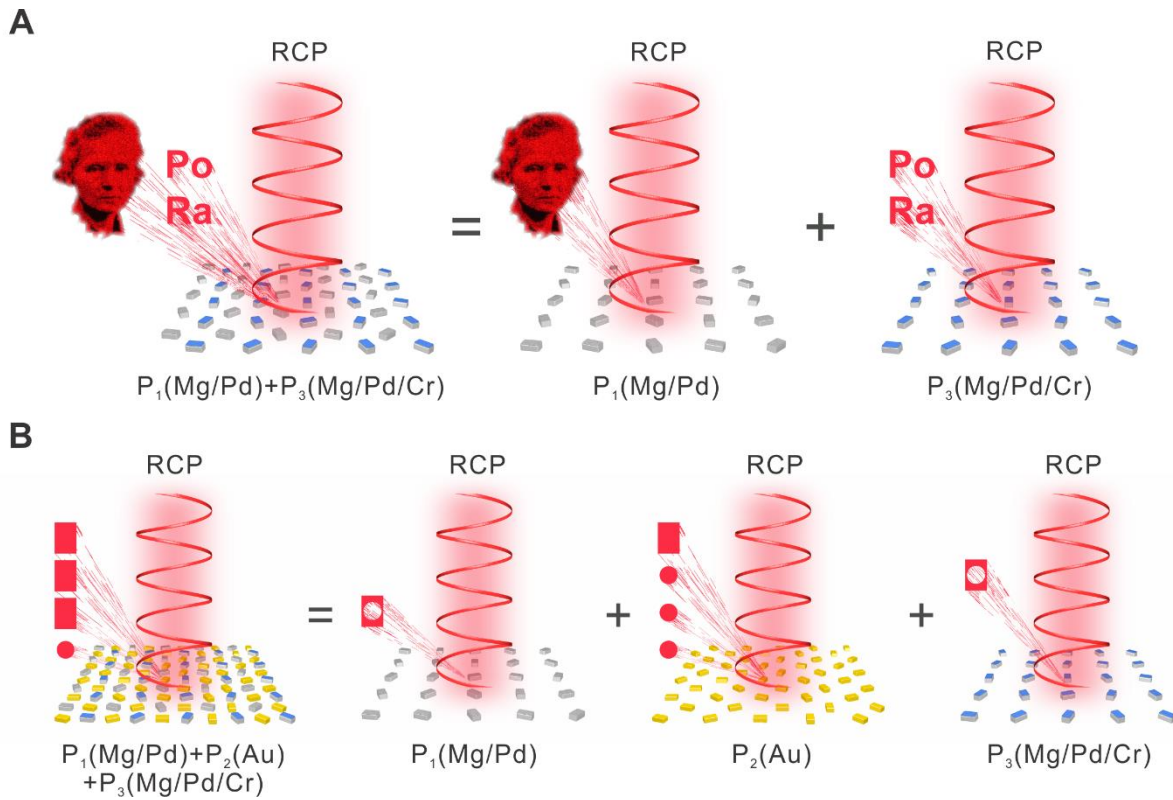 A
RCP
RCP
RCP
Po
Ra
=
+
Po
Ra
P₁(Mg/Pd)+P₃(Mg/Pd/Cr)
P₁(Mg/Pd)
P₃(Mg/Pd/Cr)
B
RCP
RCP
RCP
RCP
=
+
+
P₁(Mg/Pd)+P₂(Au)
+P₃(Mg/Pd/Cr)
P₁(Mg/Pd)
P₂(Au)
P₃(Mg/Pd/Cr)